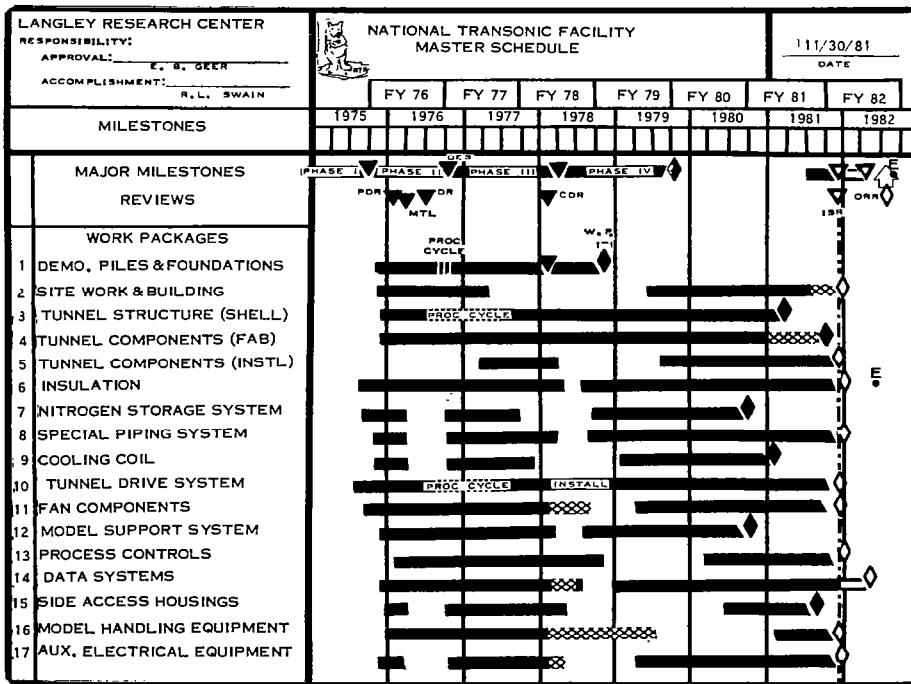 LANGLEY RESEARCH CENTER
RESPONSIBILITY:
APPROVAL: E. B. GEER
ACCOMPLISHMENT: R.L. SWAIN
NATIONAL TRANSONIC FACILITY
MASTER SCHEDULE
111/30/81
DATE
FY 76 FY 77 FY 78 FY 79 FY 80 FY 81 FY 82
MILESTONES
1975 1976 1977 1978 1979 1980 1981 1982
MAJOR MILESTONES
PHASE I PHASE II DES PHASE III PHASE IV E
REVIEWS
PDR MTL DR CDR ISR ORR
WORK PACKAGES
PROC CYCLE W.P. 1-1
1 DEMO. PILES & FOUNDATIONS
2 SITE WORK & BUILDING
3 TUNNEL STRUCTURE (SHELL) PROC CYCLE
4 TUNNEL COMPONENTS (FAB)
5 TUNNEL COMPONENTS (INSTL)
6 INSULATION E
7 NITROGEN STORAGE SYSTEM
8 SPECIAL PIPING SYSTEM
9 COOLING COIL
10 TUNNEL DRIVE SYSTEM PROC CYCLE INSTALL
11 FAN COMPONENTS
12 MODEL SUPPORT SYSTEM
13 PROCESS CONTROLS
14 DATA SYSTEMS
15 SIDE ACCESS HOUSINGS
16 MODEL HANDLING EQUIPMENT
17 AUX. ELECTRICAL EQUIPMENT